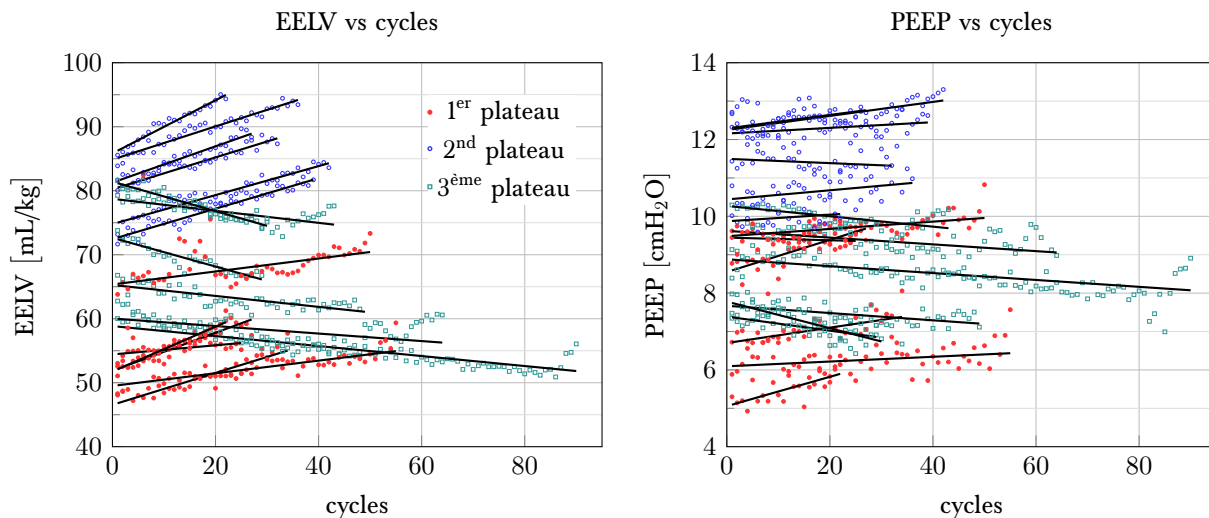 EELV vs cycles
100
90
80
70
60
50
40
0
20
40
60
80
cycles
EELV [mL/kg]
1er plateau
2nd plateau
3ème plateau
PEEP vs cycles
14
12
10
8
6
4
0
20
40
60
80
cycles
PEEP [cmH₂O]